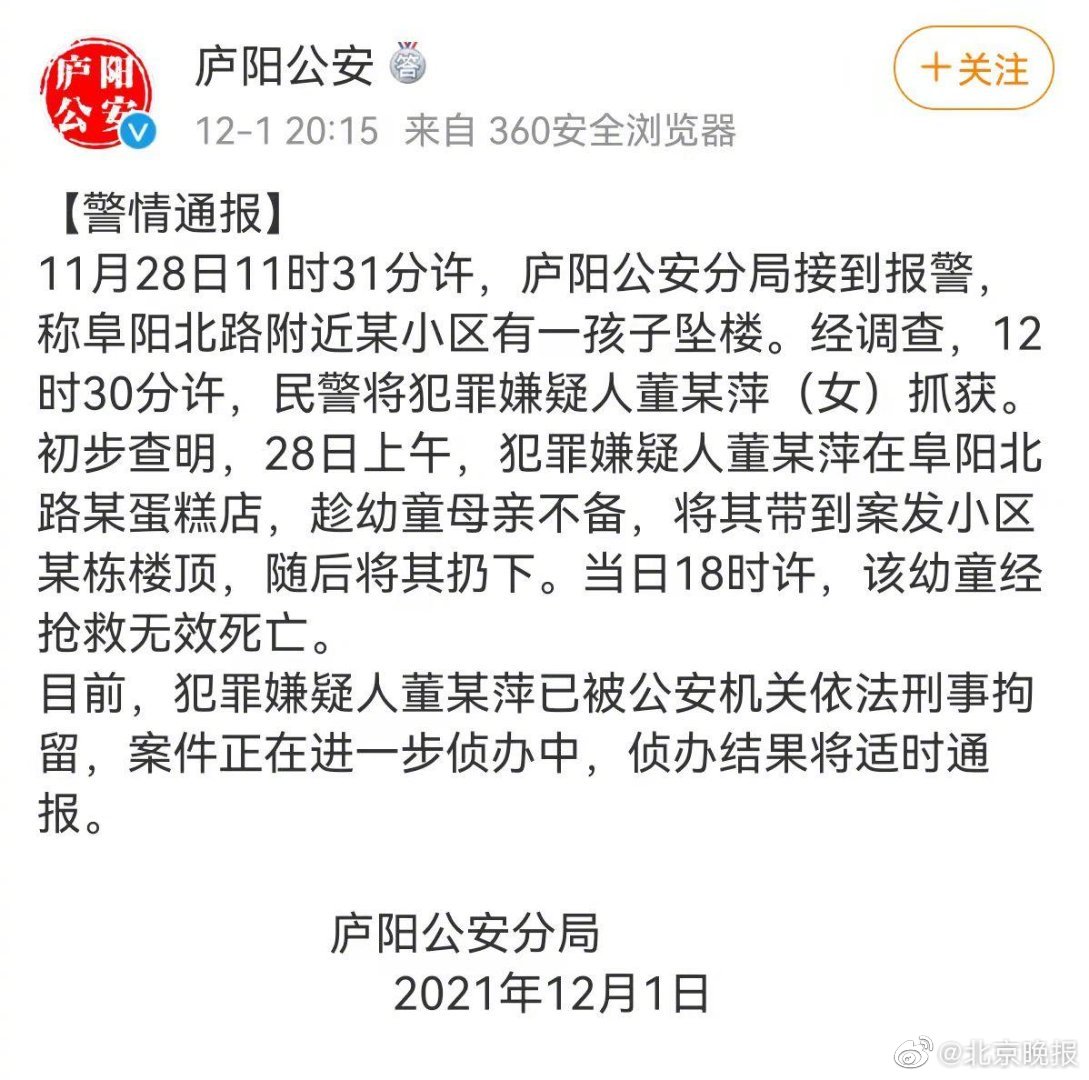 庐阳
公安
庐阳公安
答
+关注
12-1 20:15 来自 360安全浏览器
【警情通报】
11月28日11时31分许，庐阳公安分局接到报警，
称阜阳北路附近某小区有一孩子坠楼。经调查，12
时30分许，民警将犯罪嫌疑人董某萍（女）抓获。
初步查明，28日上午，犯罪嫌疑人董某萍在阜阳北
路某蛋糕店，趁幼童母亲不备，将其带到案发小区
某栋楼顶，随后将其扔下。当日18时许，该幼童经
抢救无效死亡。
目前，犯罪嫌疑人董某萍已被公安机关依法刑事拘
留，案件正在进一步侦办中，侦办结果将适时通
报。
庐阳公安分局
2021年12月1日
@北京晚报